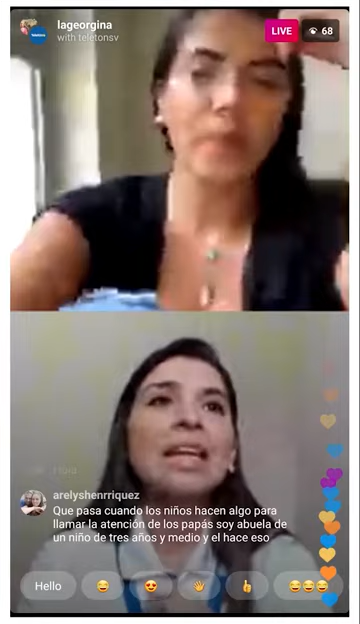 lageorgina
with teletonsv
LIVE
68
arelyshenrriquez
Que pasa cuando los niños hacen algo para
llamar la atención de los papás soy abuela de
un niño de tres años y medio y el hace eso
Hello